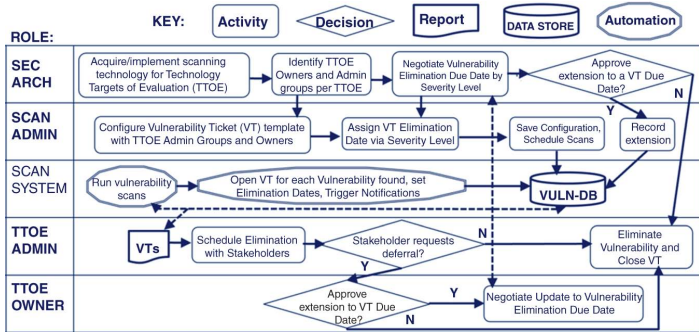 KEY:
Activity
Decision
Report
DATA STORE
Automation
ROLE:
SEC
ARCH
Acquire/implement scanning
technology for Technology
Targets of Evaluation (TTOE)
Identify TTOE
Owners and Admin
groups per TTOE
Negotiate Vulnerability
Elimination Due Date by
Severity Level
Approve
extension to a VT Due
Date?
N
Y
SCAN
ADMIN
Configure Vulnerability Ticket (VT) template
with TTOE Admin Groups and Owners
Assign VT Elimination
Date via Severity Level
Save Configuration,
Schedule Scans
Record
extension
SCAN
SYSTEM
Run vulnerability
scans
Open VT for each Vulnerability found, set
Elimination Dates, Trigger Notifications
VULN-DB
TTOE
ADMIN
VTs
Schedule Elimination
with Stakeholders
Stakeholder requests
deferral?
N
Y
Eliminate
Vulnerability and
Close VT
TTOE
OWNER
Approve
extension to VT Due
Date?
Y
N
Negotiate Update to Vulnerability
Elimination Due Date